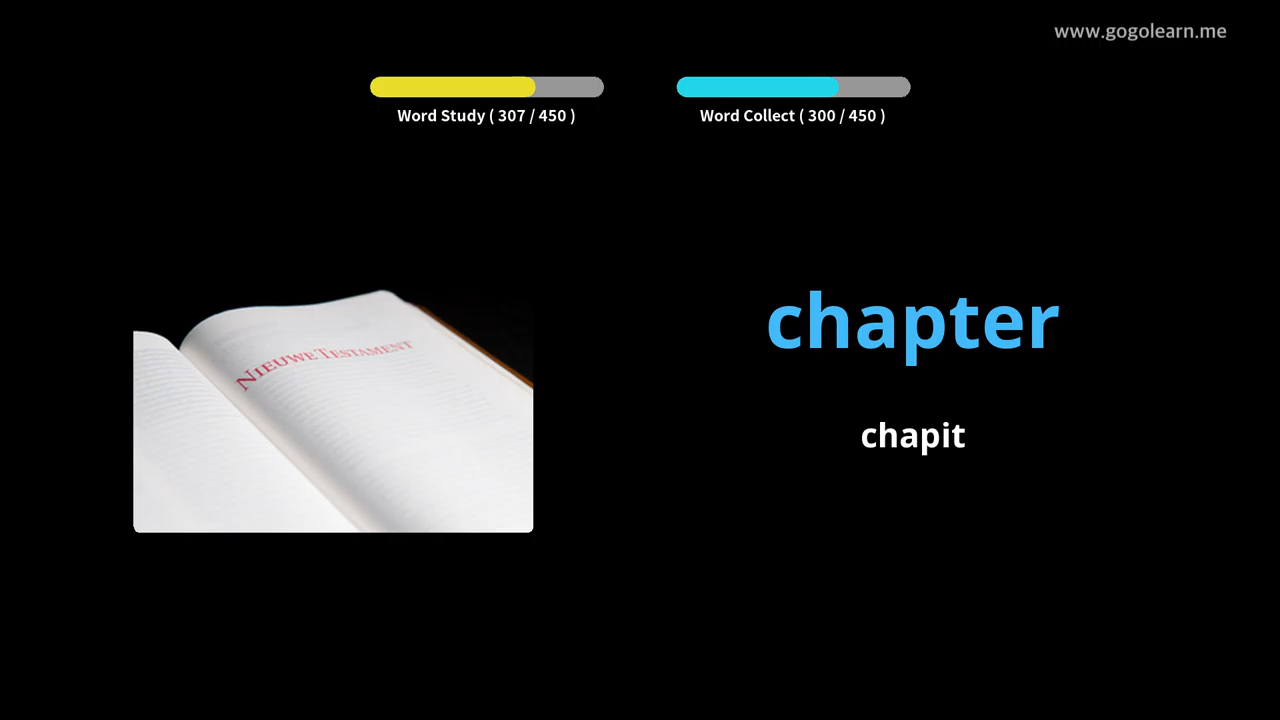 www.gogolearn.me
Word Study ( 307 / 450 )
Word Collect ( 300 / 450 )
NIEUWE TESTAMENT
chapter
chapit